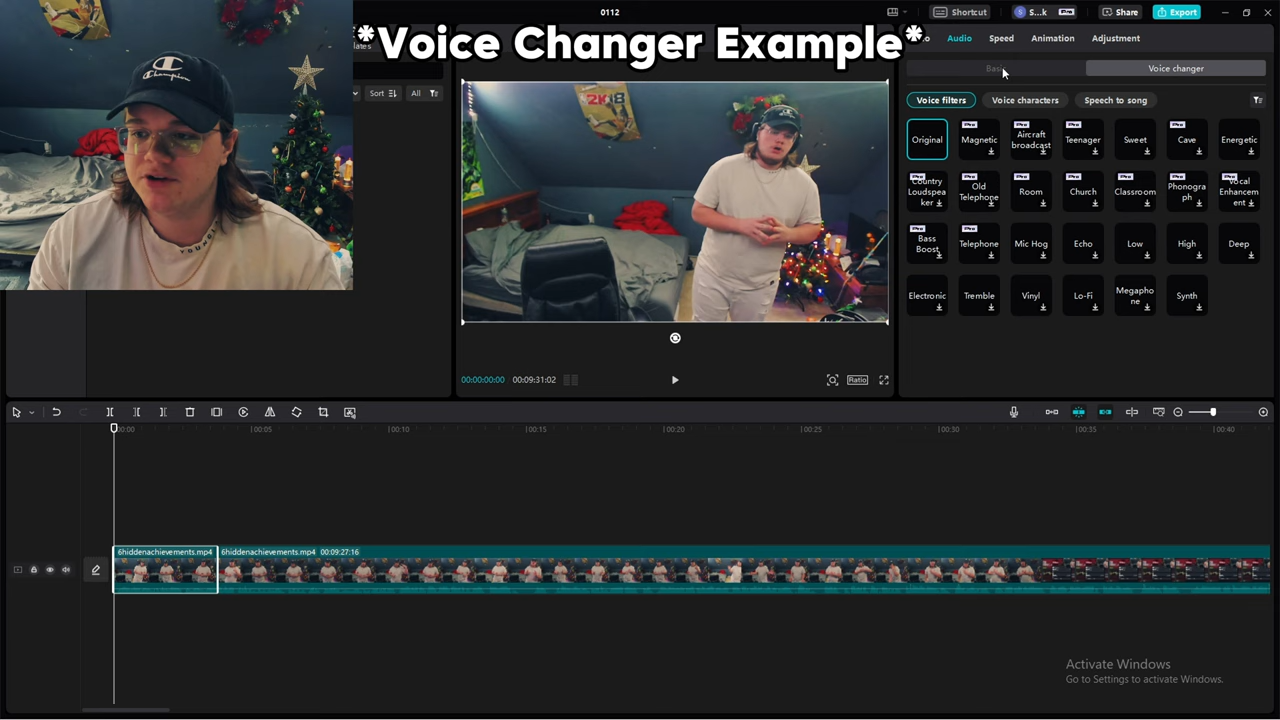 0112
Shortcut
S...k
Pro
Share
Export
*Voice Changer Example*
Audio
Speed
Animation
Adjustment
Champion
YOUNG
2K18
Sort
All
Basic
Voice changer
Voice filters
Voice characters
Speech to song
Original
Magnetic
Aircraft broadcast
Teenager
Sweet
Cave
Energetic
Country Loudspeaker
Old Telephone
Room
Church
Classroom
Phonograph
Vocal Enhancement
Bass Boost
Telephone
Mic Hog
Echo
Low
High
Deep
Electronic
Tremble
Vinyl
Lo-Fi
Megaphone
Synth
00:00:00:00
00:09:31:02
Ratio
00:00
00:05
00:10
00:15
00:20
00:25
00:30
00:35
00:40
6hiddenachievements.mp4
6hiddenachievements.mp4 00:09:27:16
Activate Windows
Go to Settings to activate Windows.